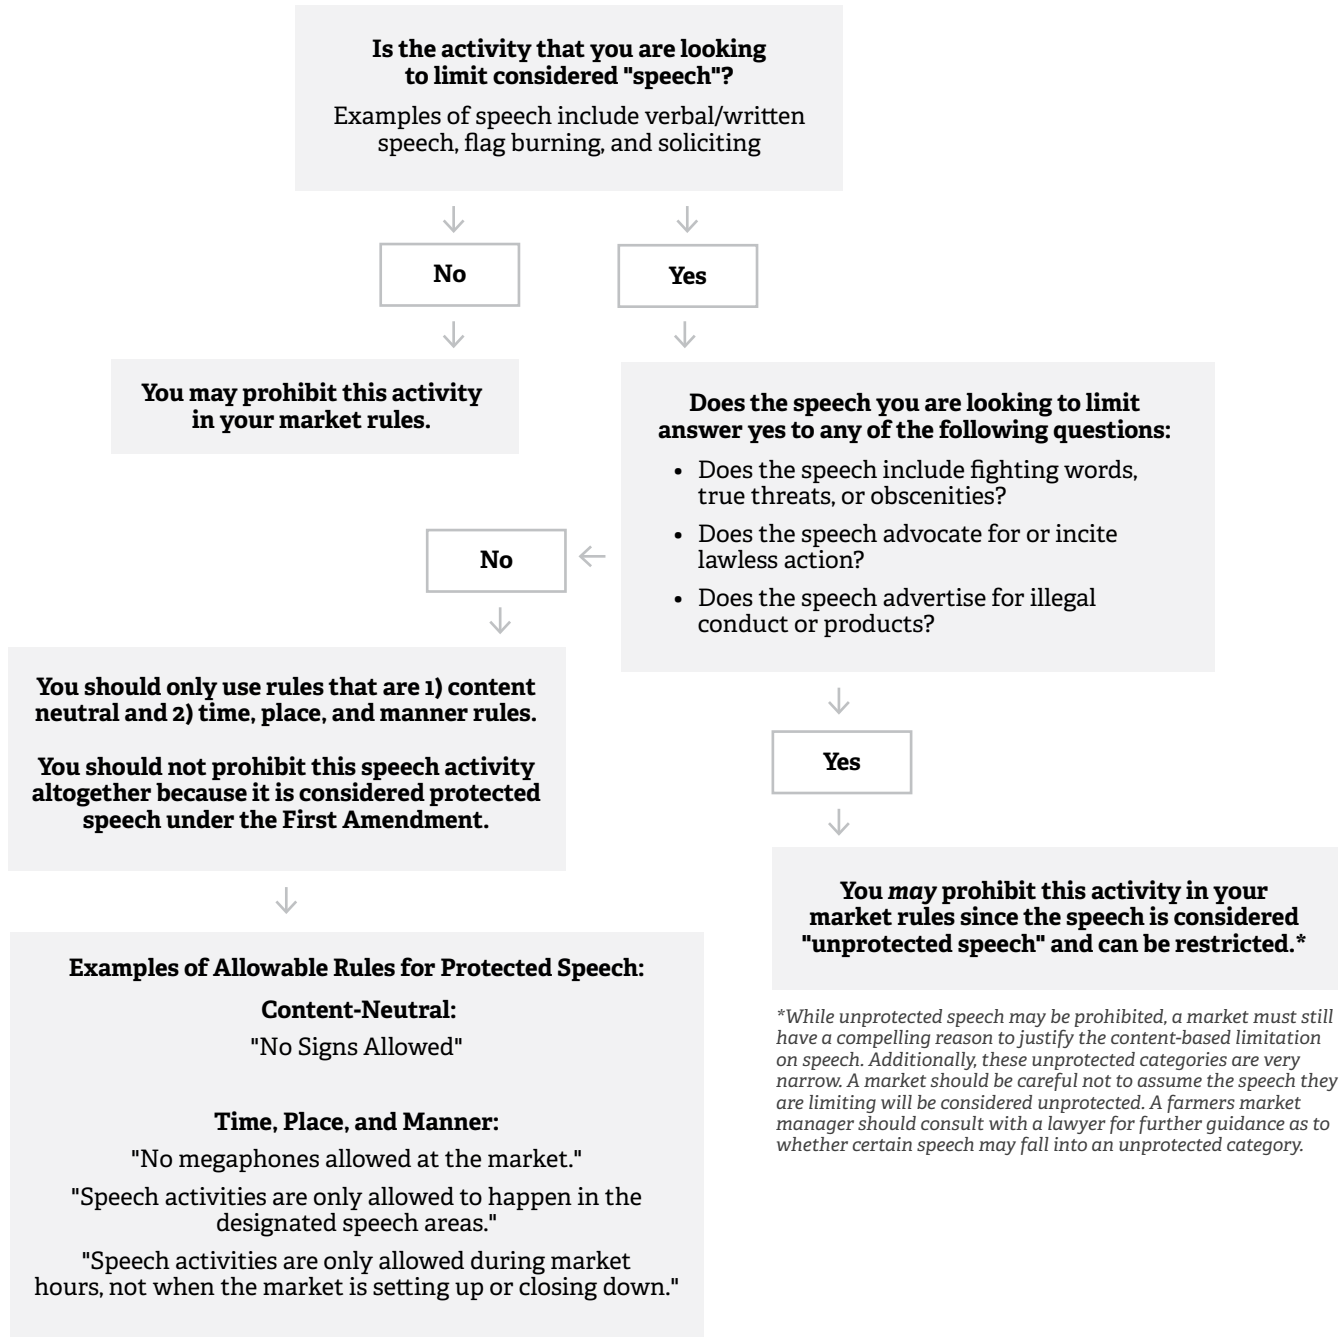 Is the activity that you are looking
to limit considered "speech"?
Examples of speech include verbal/written
speech, flag burning, and soliciting
No
Yes
You may prohibit this activity
in your market rules.
Does the speech you are looking to limit
answer yes to any of the following questions:
• Does the speech include fighting words,
true threats, or obscenities?
• Does the speech advocate for or incite
lawless action?
• Does the speech advertise for illegal
conduct or products?
No
You should only use rules that are 1) content
neutral and 2) time, place, and manner rules.
You should not prohibit this speech activity
altogether because it is considered protected
speech under the First Amendment.
Yes
You may prohibit this activity in your
market rules since the speech is considered
"unprotected speech" and can be restricted.*
Examples of Allowable Rules for Protected Speech:
Content-Neutral:
"No Signs Allowed"
Time, Place, and Manner:
"No megaphones allowed at the market."
"Speech activities are only allowed to happen in the
designated speech areas."
"Speech activities are only allowed during market
hours, not when the market is setting up or closing down."
*While unprotected speech may be prohibited, a market must still
have a compelling reason to justify the content-based limitation
on speech. Additionally, these unprotected categories are very
narrow. A market should be careful not to assume the speech they
are limiting will be considered unprotected. A farmers market
manager should consult with a lawyer for further guidance as to
whether certain speech may fall into an unprotected category.